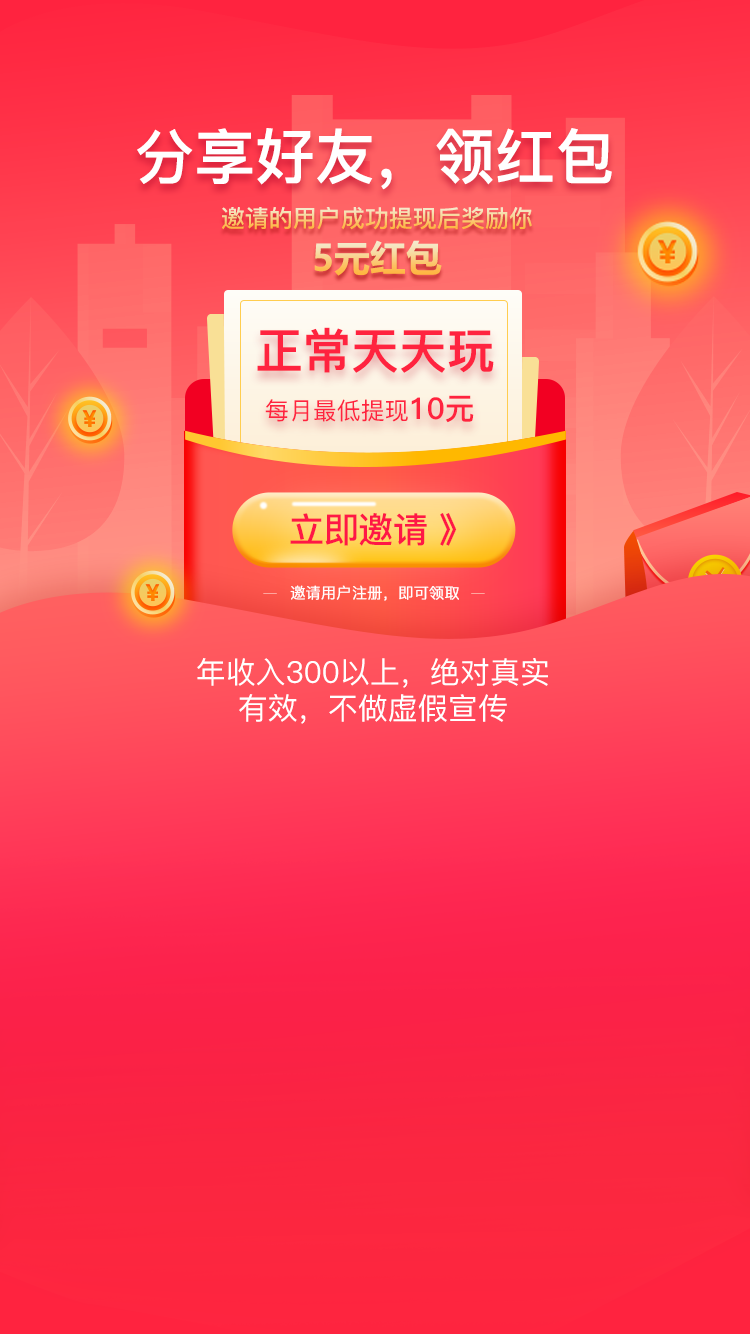 分享好友，领红包
邀请的用户成功提现后奖励你
5元红包
正常天天玩
每月最低提现10元
立即邀请 》
邀请用户注册，即可领取
年收入300以上，绝对真实
有效，不做虚假宣传